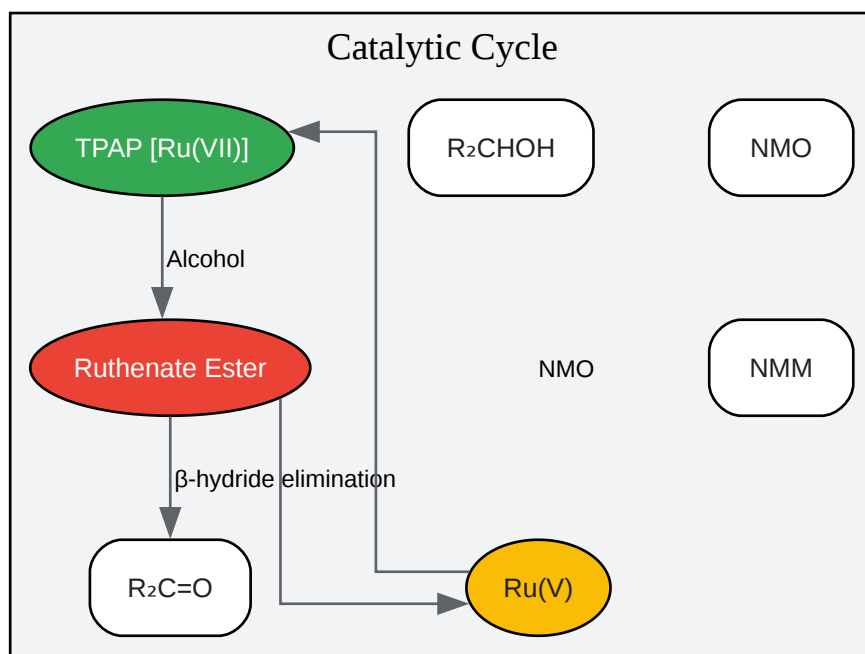 Catalytic Cycle
TPAP [Ru(VII)]
R₂CHOH
NMO
Alcohol
Ruthenate Ester
NMO
NMM
β-hydride elimination
R₂C=O
Ru(V)